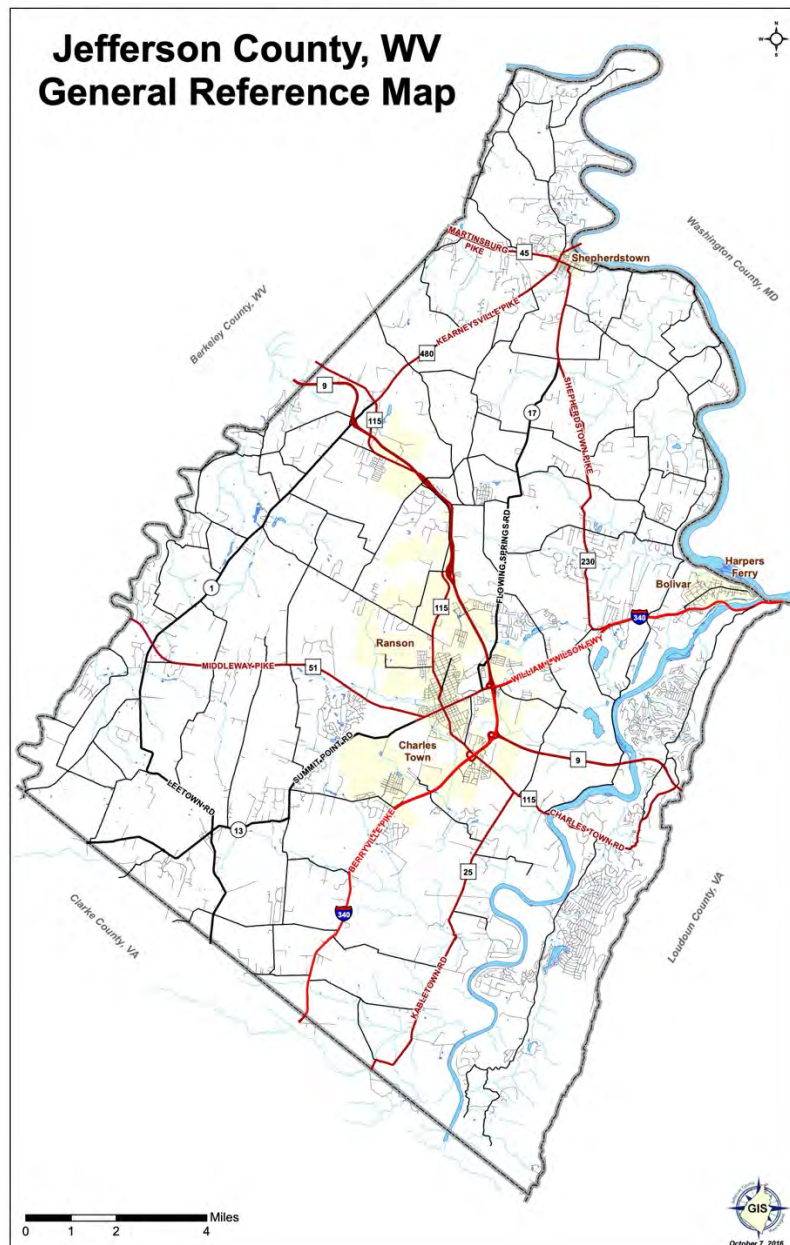 Jefferson County, WV
General Reference Map
N
W
E
S
Washington County, MD
MARTINSBURG
PIKE
45
Shepherdstown
Berkeley County, WV
KEARNEYSVILLE PIKE
480
9
115
17
SHEPHERDSTOWN PIKE
FLOWING SPRINGS RD
230
Harpers
Ferry
Bolivar
1
115
340
Ranson
WILLIAM L WILSON FWY
MIDDLEWAY PIKE
51
SUMMIT POINT RD
Charles
Town
9
LEETOWN RD
115
CHARLES TOWN RD
13
BERRYVILLE PIKE
25
340
Clarke County, VA
Loudoun County, VA
KABLETOWN RD
Miles
0 1 2 4
GIS
October 7, 2016